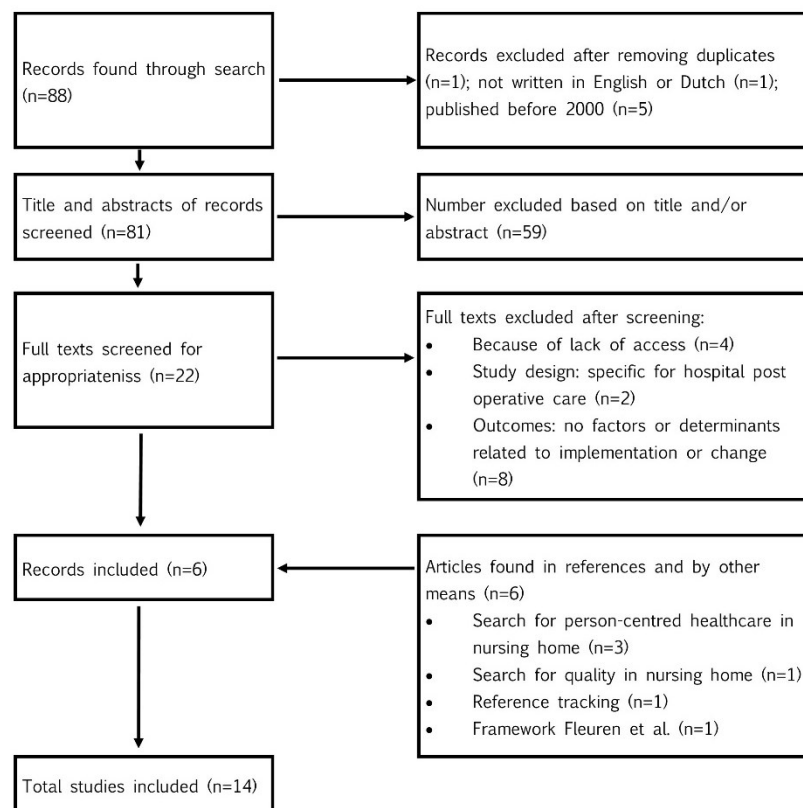 Records found through search
(n=88)
Records excluded after removing duplicates
(n=1); not written in English or Dutch (n=1);
published before 2000 (n=5)
Title and abstracts of records
screened (n=81)
Number excluded based on title and/or
abstract (n=59)
Full texts screened for
appropriateniss (n=22)
Full texts excluded after screening:
• Because of lack of access (n=4)
• Study design: specific for hospital post
operative care (n=2)
• Outcomes: no factors or determinants
related to implementation or change
(n=8)
Records included (n=6)
Articles found in references and by other
means (n=6)
• Search for person-centred healthcare in
nursing home (n=3)
• Search for quality in nursing home (n=1)
• Reference tracking (n=1)
• Framework Fleuren et al. (n=1)
Total studies included (n=14)